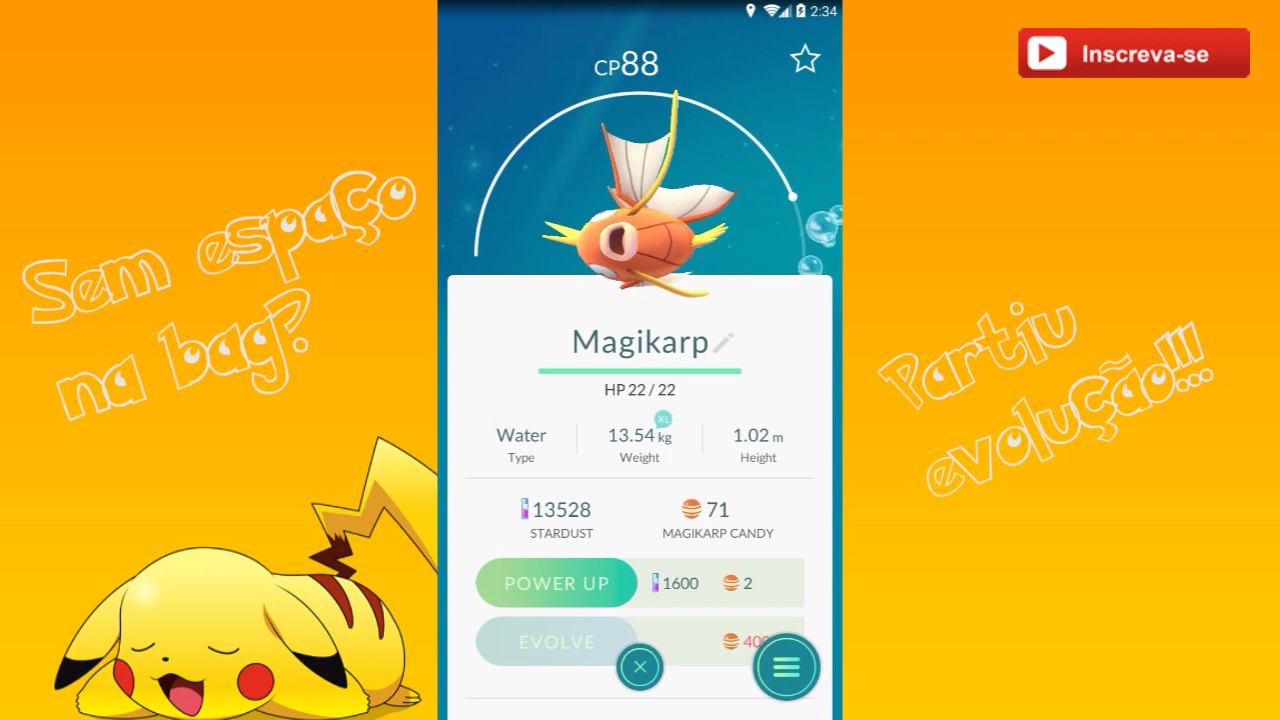 2:34
Inscreva-se
CP88
Sem espaço
na bag?
Magikarp
HP 22 / 22
XL
Water
13.54 kg
1.02 m
Type
Weight
Height
13528
71
STARDUST
MAGIKARP CANDY
POWER UP
1600
2
EVOLVE
400
Partiu
evolução!!!